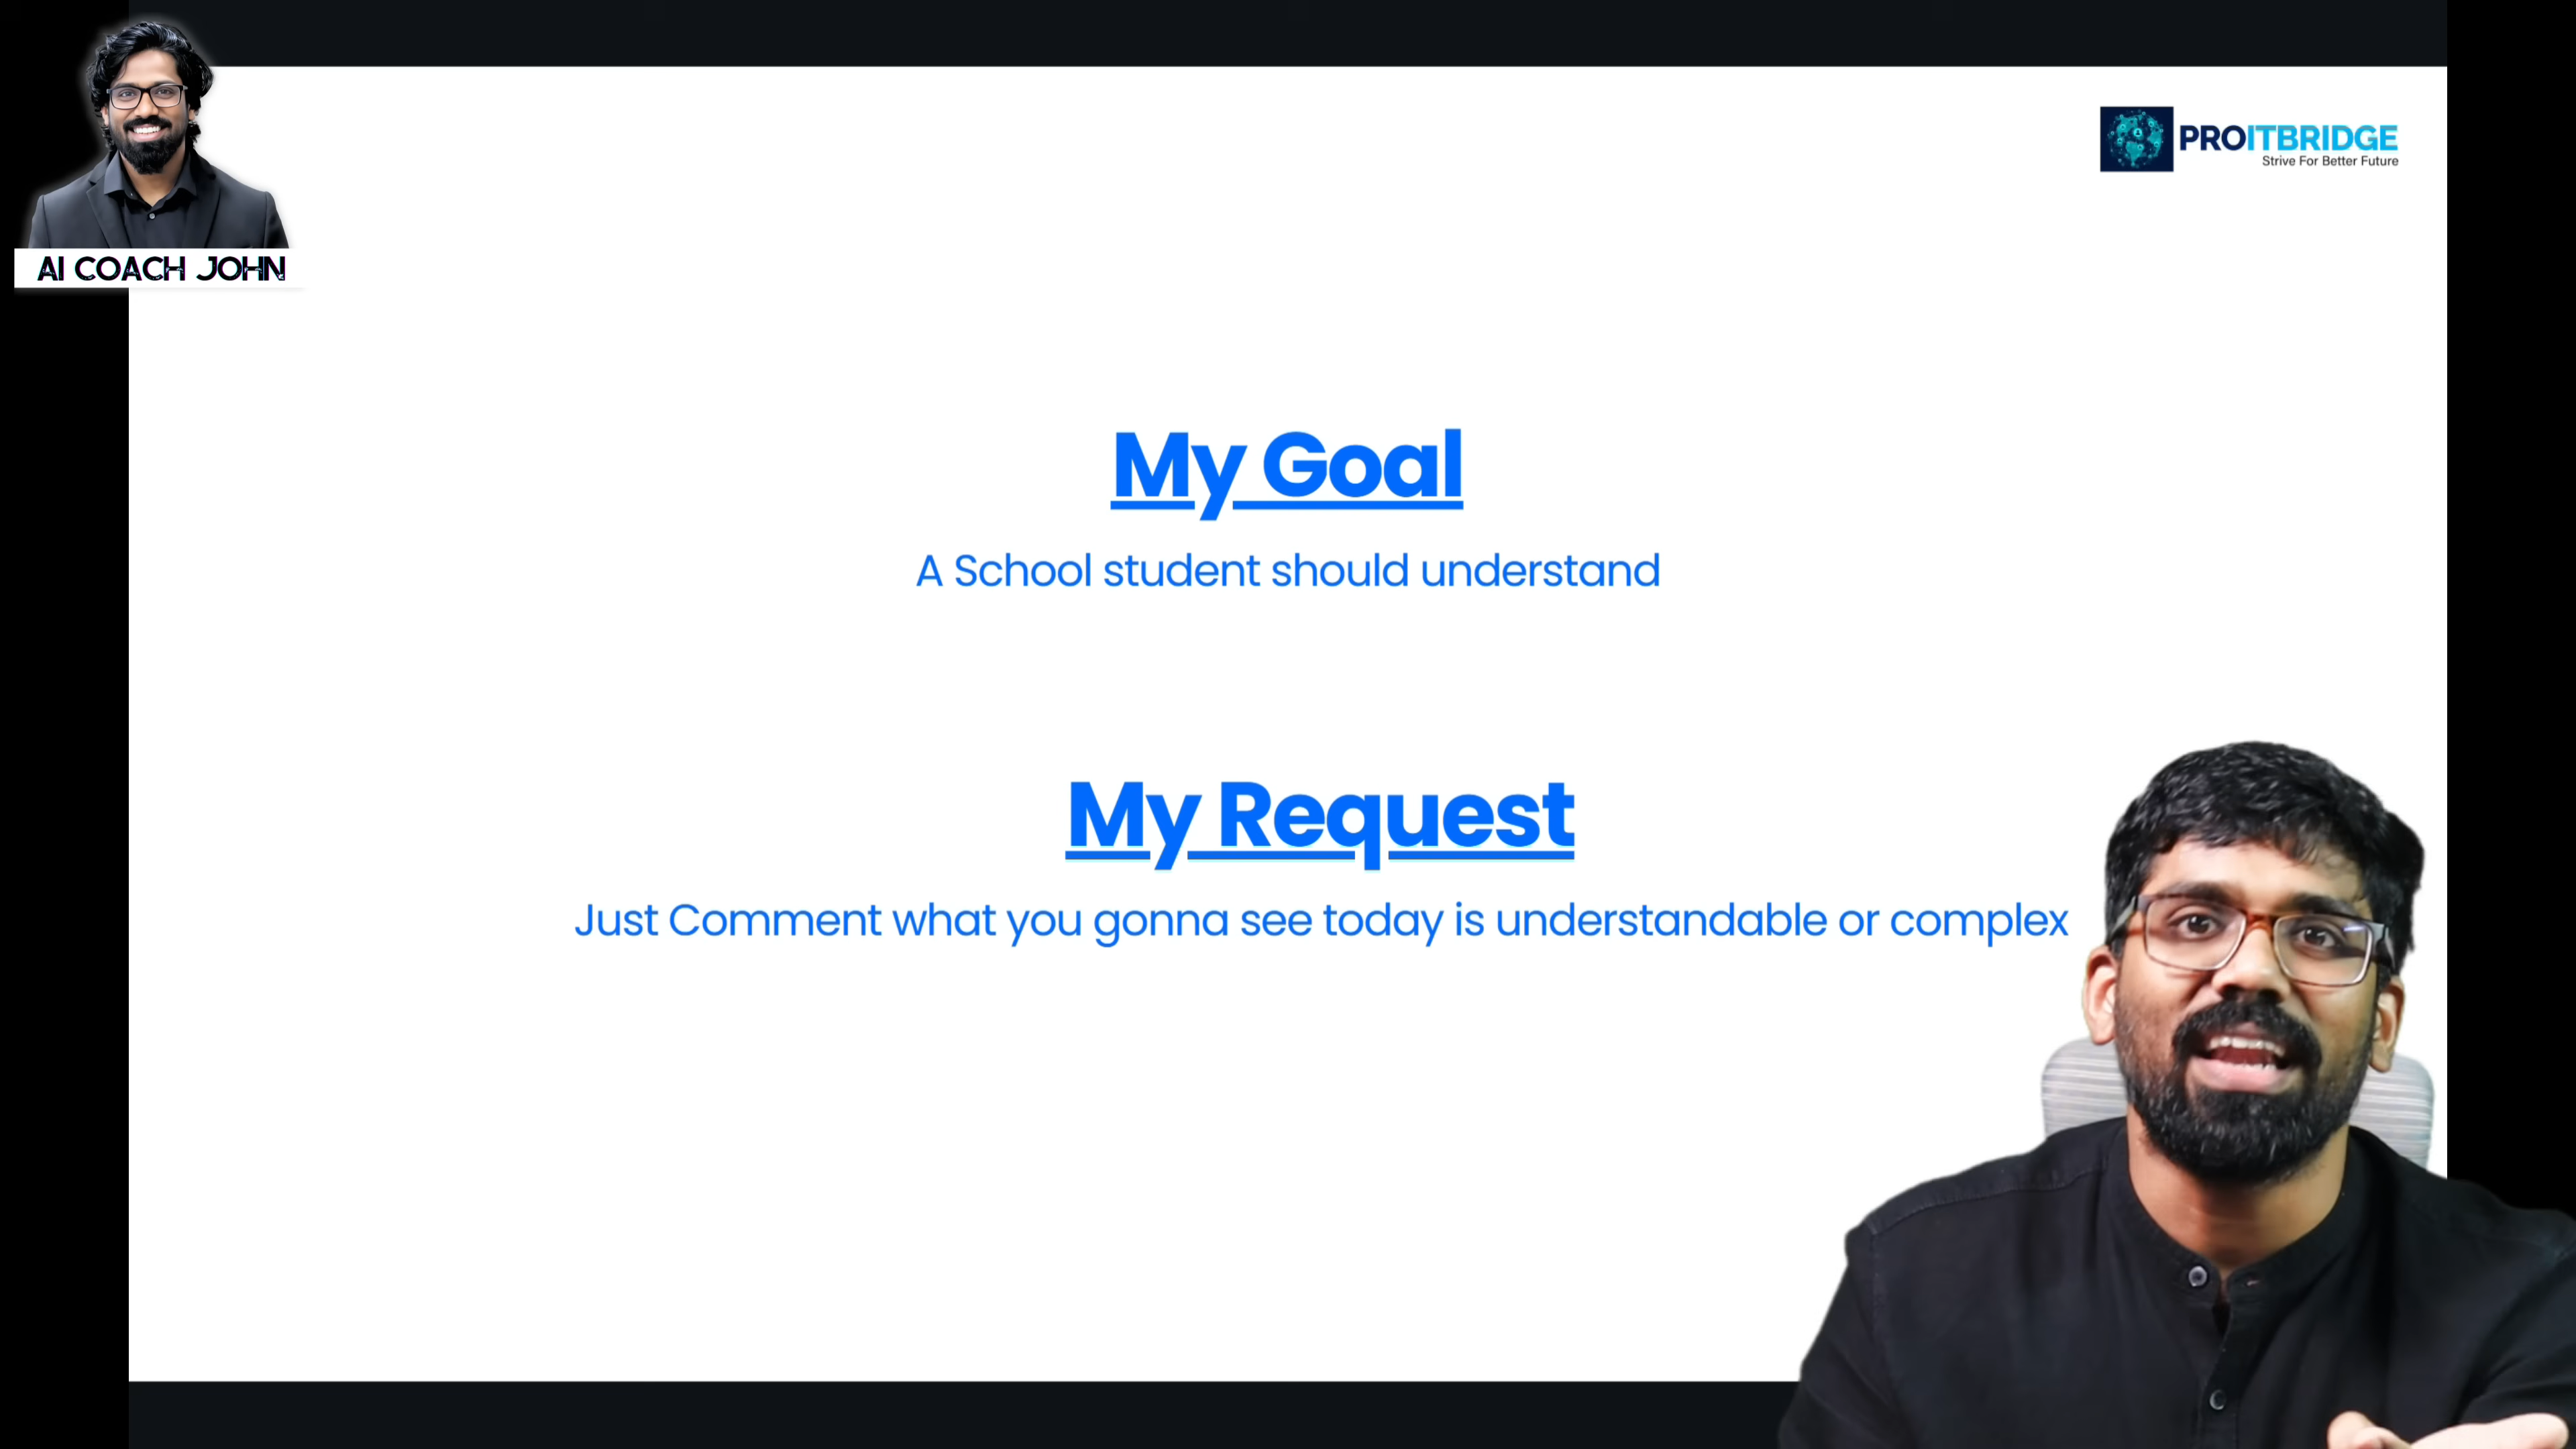 AI COACH JOHN
PROITBRIDGE
Strive For Better Future
My Goal
A School student should understand
My Request
Just Comment what you gonna see today is understandable or complex